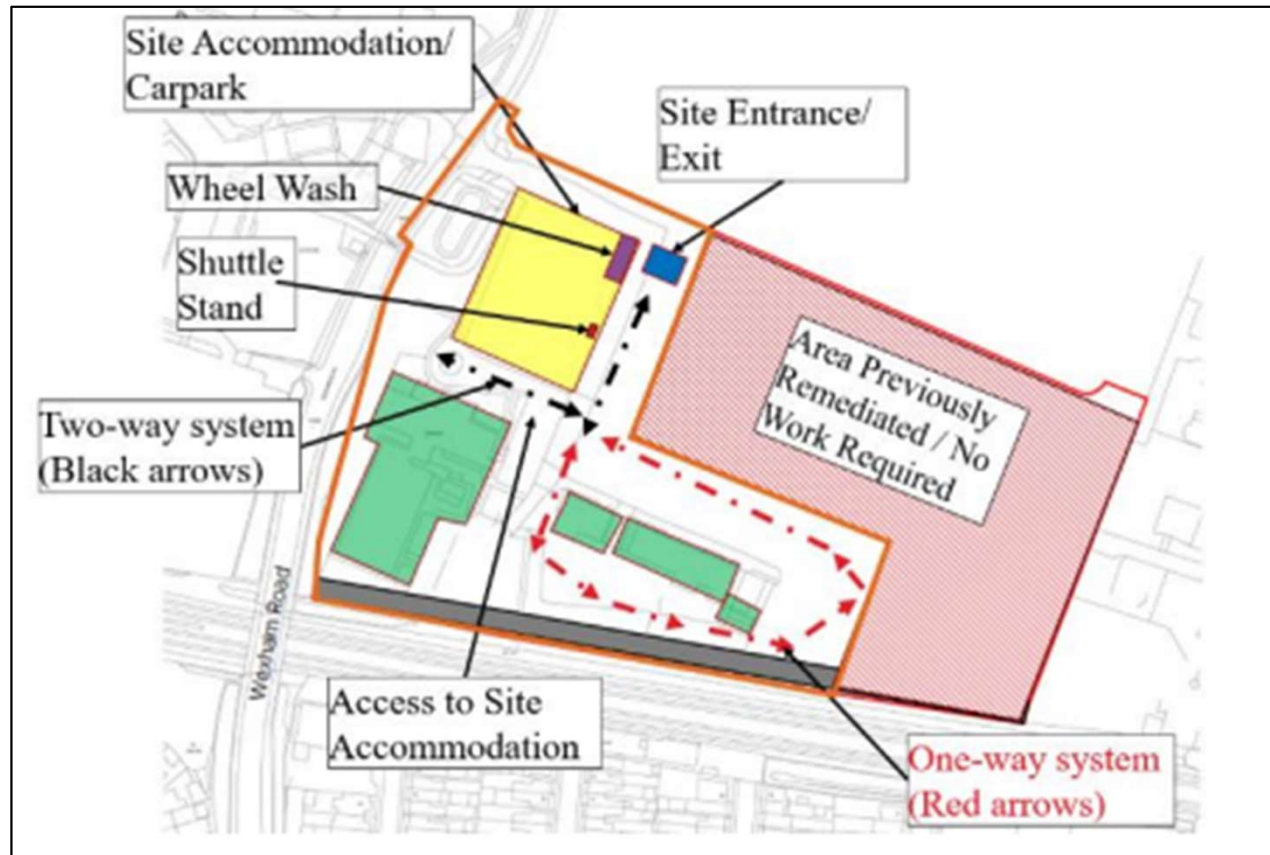 Site Accommodation/
Carpark
Site Entrance/
Exit
Wheel Wash
Shuttle
Stand
Area Previously
Remediated / No
Work Required
Two-way system
(Black arrows)
Wexham Road
Access to Site
Accommodation
One-way system
(Red arrows)